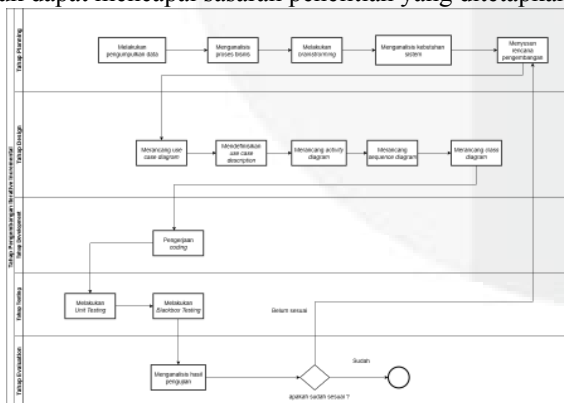 dapat mencapai sasaran penelitian yang ditetapkan
Tahap Pengembangan Iterative Incremental
Tahap Planning
Melakukan
pengumpulan data
Menganalisis
proses bisnis
Melakukan
brainstorming
Menganalisis kebutuhan
sistem
Menyusun
rencana
pengembangan
Tahap Design
Merancang use
case diagram
Mendefinisikan
use case
description
Merancang activity
diagram
Merancang
sequence diagram
Merancang class
diagram
Tahap Development
Pengerjaan
coding
Tahap Testing
Melakukan
Unit Testing
Melakukan
Blackbox Testing
Belum sesuai
Tahap Evaluation
Menganalisis hasil
pengujian
Sudah
apakah sudah sesuai ?